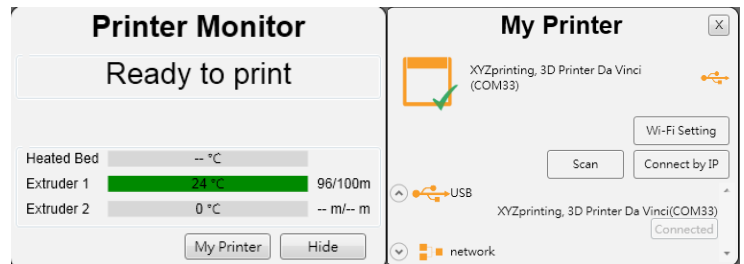 Printer Monitor
Ready to print
Heated Bed -- °C
Extruder 1 24 °C 96/100m
Extruder 2 0 °C -- m/-- m
My Printer Hide
My Printer X
XYZprinting, 3D Printer Da Vinci
(COM33)
Wi-Fi Setting
Scan Connect by IP
USB
XYZprinting, 3D Printer Da Vinci(COM33)
Connected
network